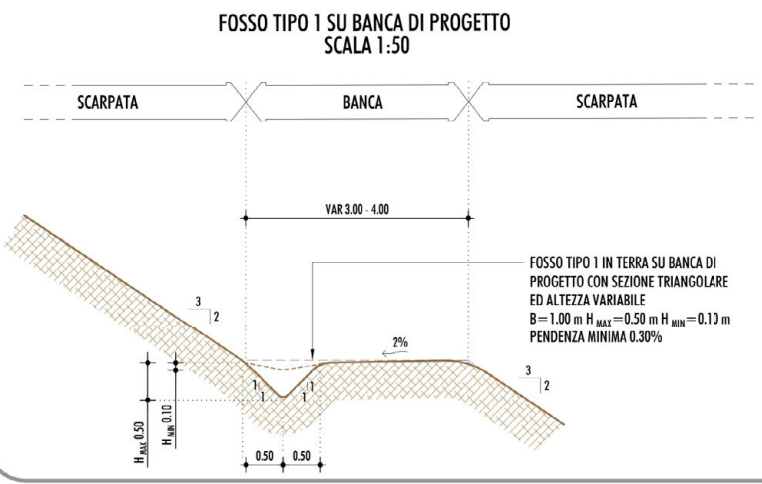 FOSSO TIPO 1 SU BANCA DI PROGETTO
SCALA 1:50
SCARPATA
BANCA
SCARPATA
VAR 3.00 - 4.00
FOSSO TIPO 1 IN TERRA SU BANCA DI
PROGETTO CON SEZIONE TRIANGOLARE
ED ALTEZZA VARIABILE
B=1.00 m H MAX=0.50 m H MIN=0.10 m
PENDENZA MINIMA 0.30%
3
2
2%
3
2
1
1
1
1
H MAX 0.50
H MIN 0.10
0.50
0.50